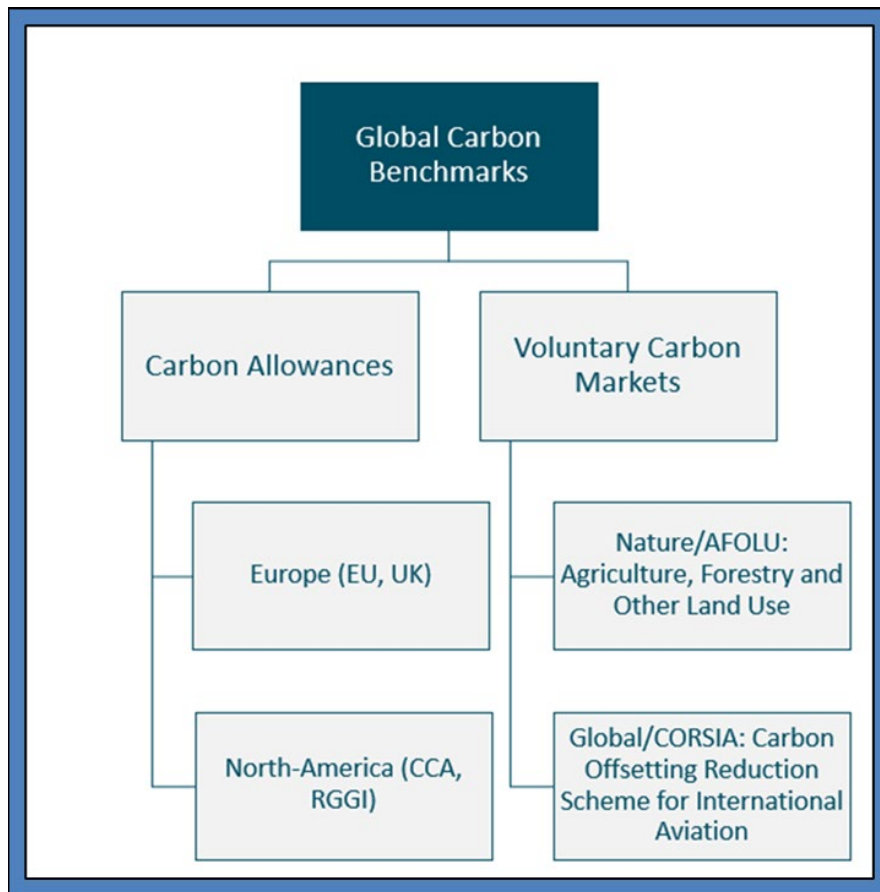 Global Carbon
Benchmarks
Carbon Allowances
Voluntary Carbon
Markets
Europe (EU, UK)
Nature/AFOLU:
Agriculture, Forestry and
Other Land Use
North-America (CCA,
RGGI)
Global/CORSIA: Carbon
Offsetting Reduction
Scheme for International
Aviation